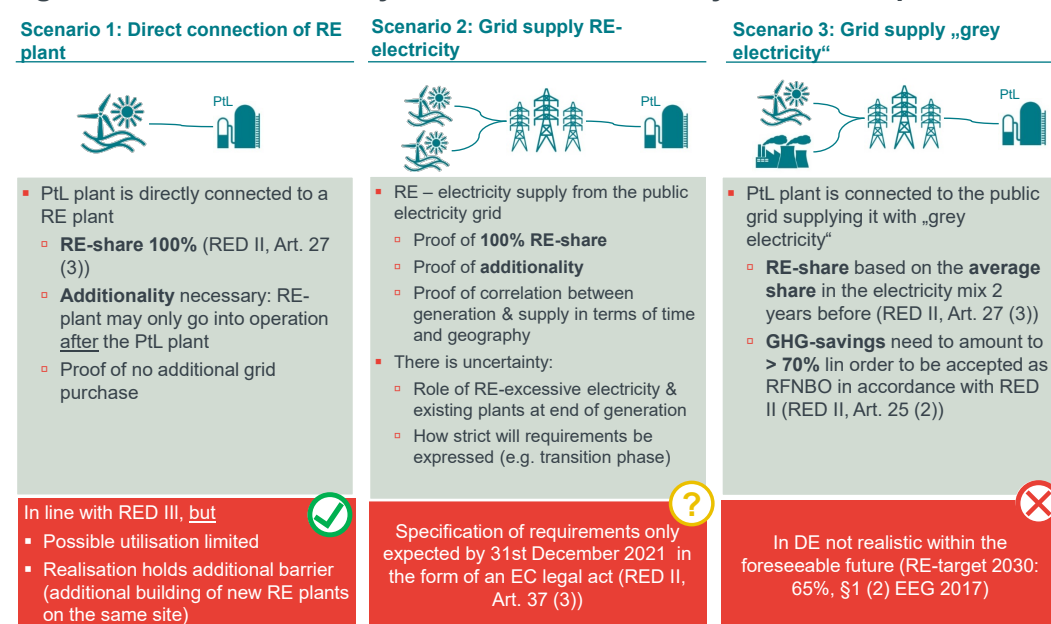 Scenario 1: Direct connection of RE
plant
PtL
▪ PtL plant is directly connected to a
RE plant
▫ RE-share 100% (RED II, Art. 27
(3))
▫ Additionality necessary: RE-
plant may only go into operation
after the PtL plant
▫ Proof of no additional grid
purchase
In line with RED III, but
▪ Possible utilisation limited
▪ Realisation holds additional barrier
(additional building of new RE plants
on the same site)
Scenario 2: Grid supply RE-
electricity
PtL
▪ RE – electricity supply from the public
electricity grid
▫ Proof of 100% RE-share
▫ Proof of additionality
▫ Proof of correlation between
generation & supply in terms of time
and geography
▪ There is uncertainty:
▫ Role of RE-excessive electricity &
existing plants at end of generation
▫ How strict will requirements be
expressed (e.g. transition phase)
?
Specification of requirements only
expected by 31st December 2021 in
the form of an EC legal act (RED II,
Art. 37 (3))
Scenario 3: Grid supply „grey
electricity“
PtL
▪ PtL plant is connected to the public
grid supplying it with „grey
electricity“
▫ RE-share based on the average
share in the electricity mix 2
years before (RED II, Art. 27 (3))
▫ GHG-savings need to amount to
> 70% lin order to be accepted as
RFNBO in accordance with RED
II (RED II, Art. 25 (2))
In DE not realistic within the
foreseeable future (RE-target 2030:
65%, §1 (2) EEG 2017)